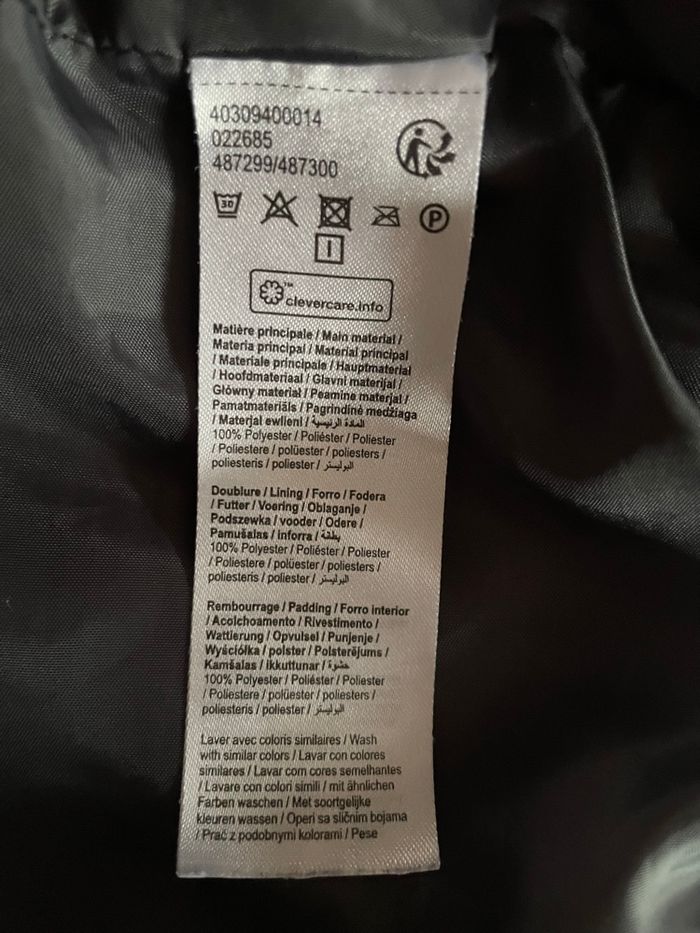 40309400014
022685
487299/487300
30
P
I
clevercare.info™
Matière principale / Main material /
Materia principal / Material principal
/ Materiale principale / Hauptmaterial
/ Hoofdmateriaal / Glavni materijal /
Główny materiał / Peamine materjal /
Pamatmateriāls / Pagrindinė medžiaga
/ Materjal ewlieni / المادة الرئيسية
100% Polyester / Poliéster / Poliester
/ Poliestere / polüester / poliesters /
poliesteris / poliester / البوليستر
Doublure / Lining / Forro / Fodera
/ Futter / Voering / Oblaganje /
Podszewka / vooder / Odere /
Pamušalas / inforra / بطانة
100% Polyester / Poliéster / Poliester
/ Poliestere / polüester / poliesters /
poliesteris / poliester / البوليستر
Rembourrage / Padding / Forro interior
/ Acolchoamento / Rivestimento /
Wattierung / Opvulsel / Punjenje /
Wyściółka / polster / Polsterējums /
Kamšalas / ikkuttunar / حشوة
100% Polyester / Poliéster / Poliester
/ Poliestere / polüester / poliesters /
poliesteris / poliester / البوليستر
Laver avec coloris similaires / Wash
with similar colors / Lavar con colores
similares / Lavar com cores semelhantes
/ Lavare con colori simili / mit ähnlichen
Farben waschen / Met soortgelijke
kleuren wassen / Operi sa sličnim bojama
/ Prać z podobnymi kolorami / Pese